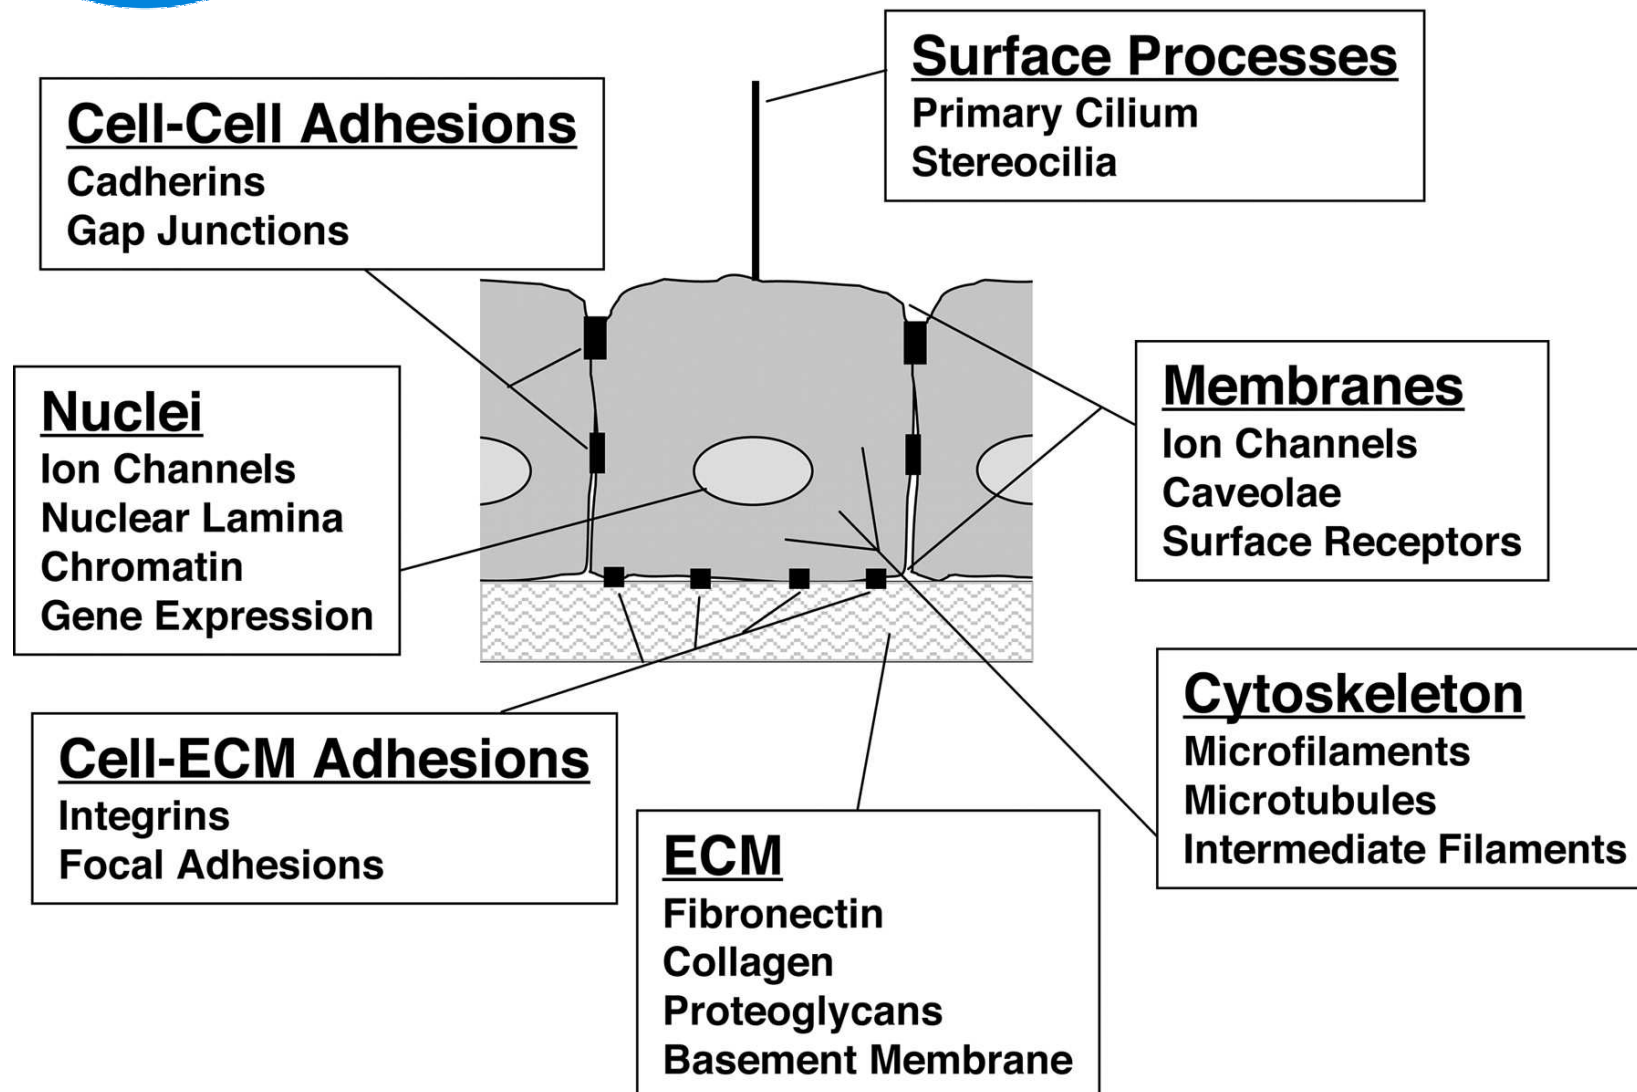 Surface Processes
Primary Cilium
Stereocilia
Cell-Cell Adhesions
Cadherins
Gap Junctions
Nuclei
Ion Channels
Nuclear Lamina
Chromatin
Gene Expression
Membranes
Ion Channels
Caveolae
Surface Receptors
Cell-ECM Adhesions
Integrins
Focal Adhesions
ECM
Fibronectin
Collagen
Proteoglycans
Basement Membrane
Cytoskeleton
Microfilaments
Microtubules
Intermediate Filaments